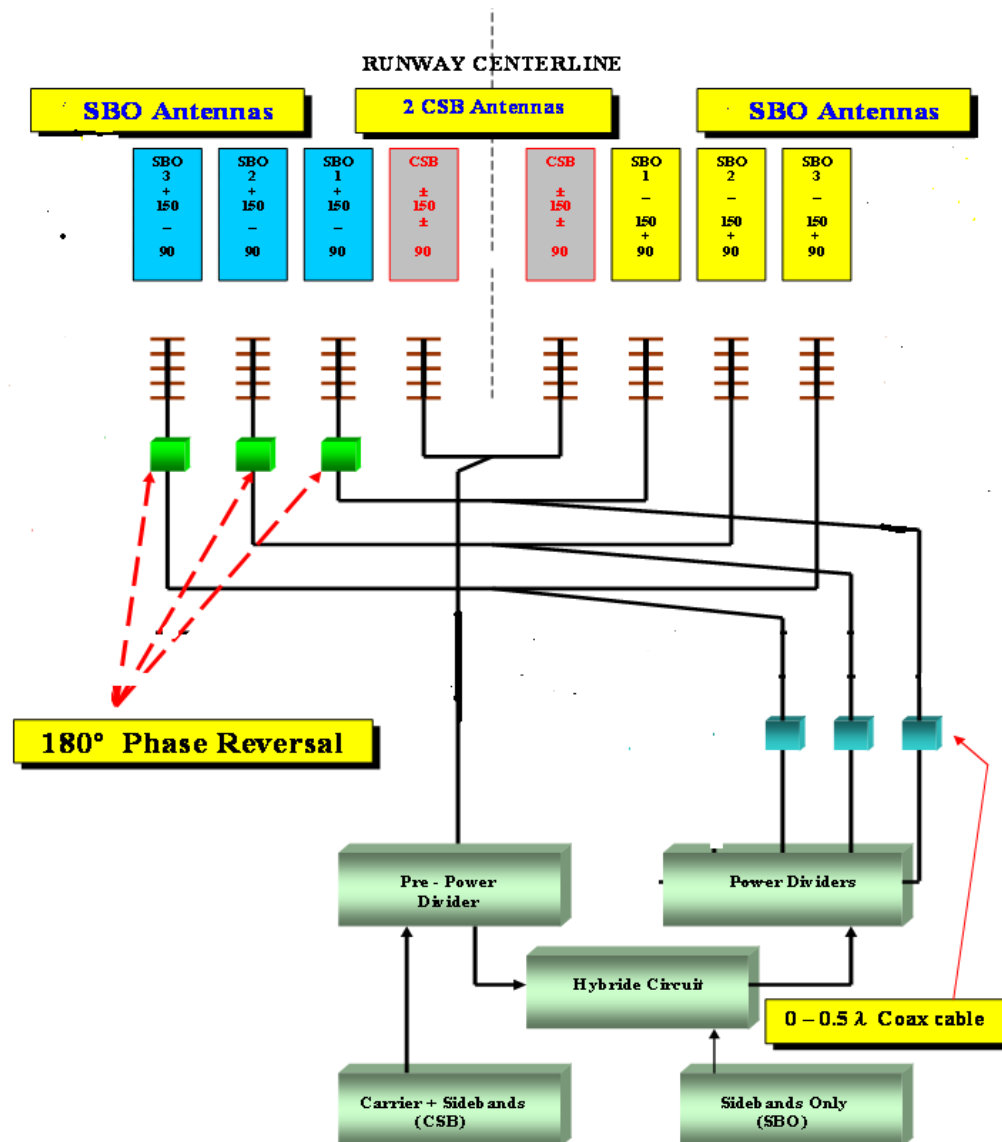 RUNWAY CENTERLINE
SBO Antennas
2 CSB Antennas
SBO Antennas
SBO
3
+
150
–
90
SBO
2
+
150
–
90
SBO
1
+
150
–
90
CSB
±
150
±
90
CSB
±
150
±
90
SBO
1
–
150
+
90
SBO
2
–
150
+
90
SBO
3
–
150
+
90
180° Phase Reversal
Pre - Power
Divider
Power Dividers
Hybride Circuit
0 – 0.5 λ Coax cable
Carrier + Sidebands
(CSB)
Sidebands Only
(SBO)